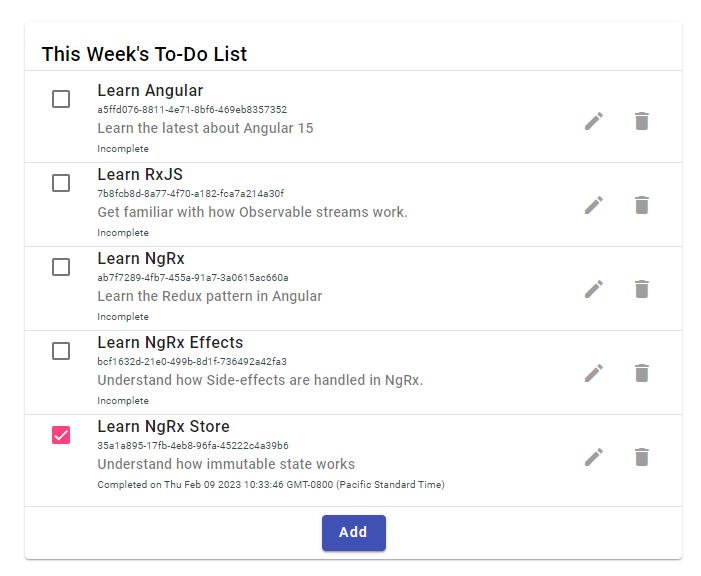 This Week's To-Do List
Learn Angular
a5ffd076-8811-4e71-8bf6-469eb8357352
Learn the latest about Angular 15
Incomplete
Learn RxJS
7b8fcb8d-8a77-4f70-a182-fca7a214a30f
Get familiar with how Observable streams work.
Incomplete
Learn NgRx
ab7f7289-4fb7-455a-91a7-3a0615ac660a
Learn the Redux pattern in Angular
Incomplete
Learn NgRx Effects
bcf1632d-21e0-499b-8d1f-736492a42fa3
Understand how Side-effects are handled in NgRx.
Incomplete
Learn NgRx Store
35a1a895-17fb-4eb8-96fa-45222c4a39b6
Understand how immutable state works
Completed on Thu Feb 09 2023 10:33:46 GMT-0800 (Pacific Standard Time)
Add